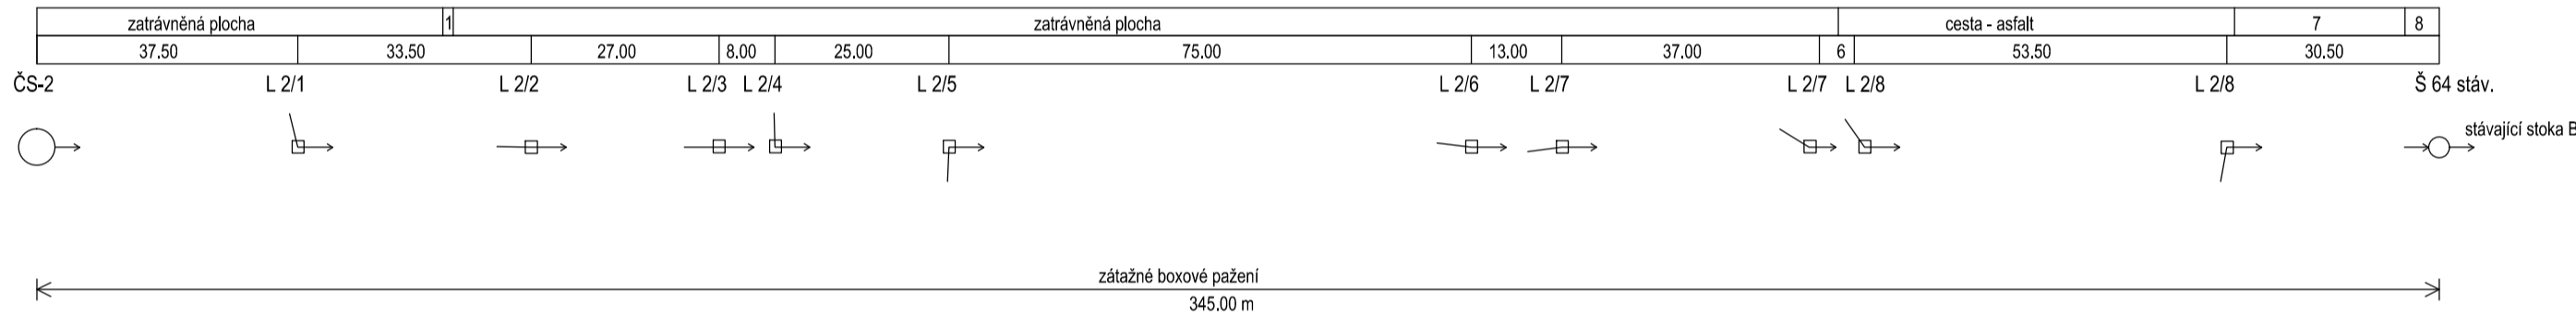 zatrávněná plocha 1 zatrávněná plocha cesta - asfalt 7 8
37.50 33.50 27.00 8.00 25.00 75.00 13.00 37.00 6 53.50 30.50
ČS-2 L 2/1 L 2/2 L 2/3 L 2/4 L 2/5 L 2/6 L 2/7 L 2/7 L 2/8 L 2/8 Š 64 stáv.
stávající stoka B
zátažné boxové pažení
345.00 m